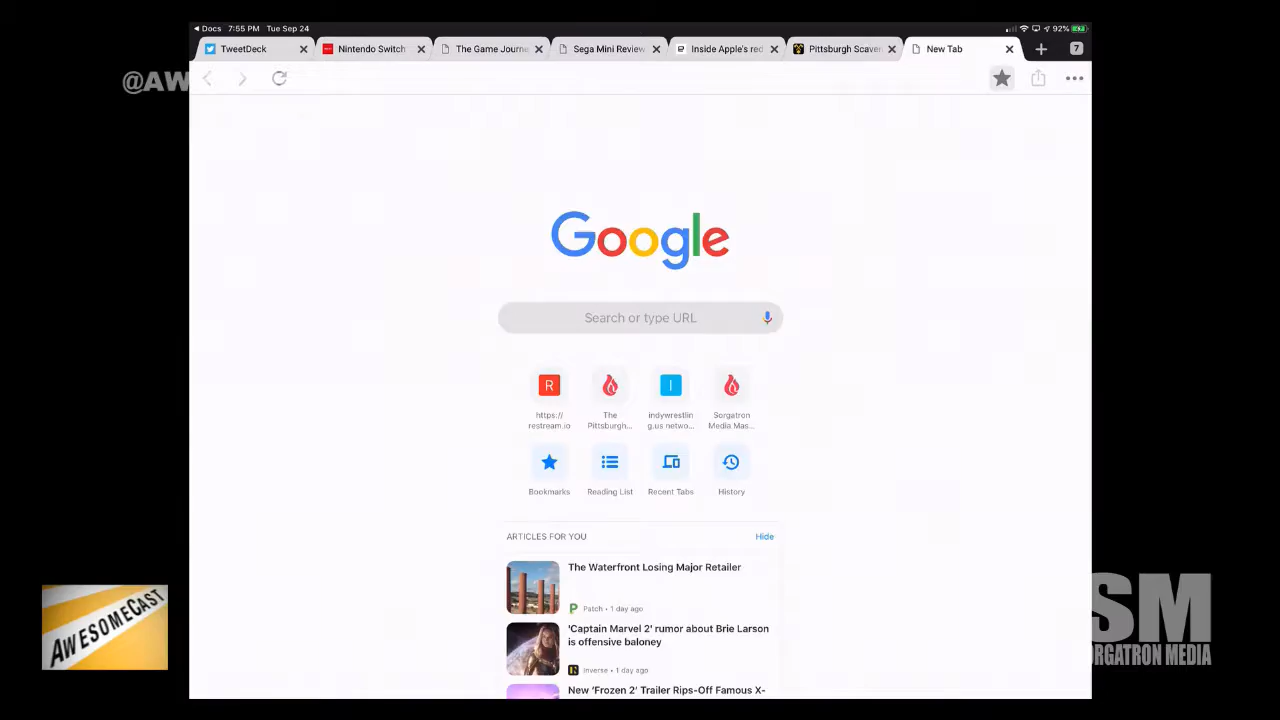 Docs 7:55 PM Tue Sep 24
92%
TweetDeck
Nintendo Switch
The Game Journe
Sega Mini Review
Inside Apple's red
Pittsburgh Scaven
New Tab
7
@AW
Google
Search or type URL
R
I
https://
restream.io
The
Pittsburgh...
indywrestlin
g.us netwo...
Sorgatron
Media Mas...
Bookmarks
Reading List
Recent Tabs
History
ARTICLES FOR YOU
Hide
The Waterfront Losing Major Retailer
Patch • 1 day ago
'Captain Marvel 2' rumor about Brie Larson
is offensive baloney
Inverse • 1 day ago
New 'Frozen 2' Trailer Rips-Off Famous X-
AWESOMECAST
SM
ORGATRON MEDIA